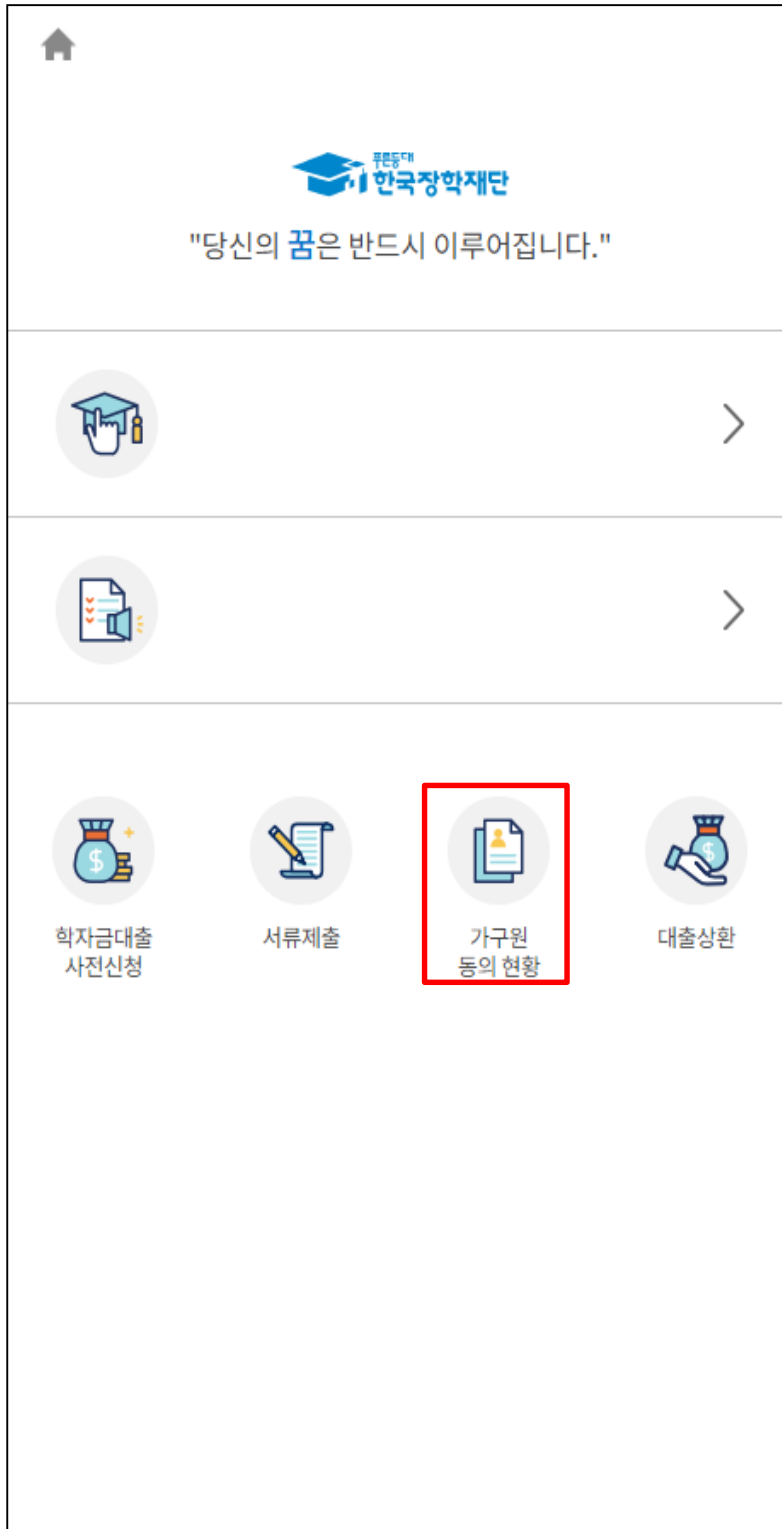 푸른등대
한국장학재단
"당신의 꿈은 반드시 이루어집니다."
학자금대출
사전신청
서류제출
가구원
동의 현황
대출상환